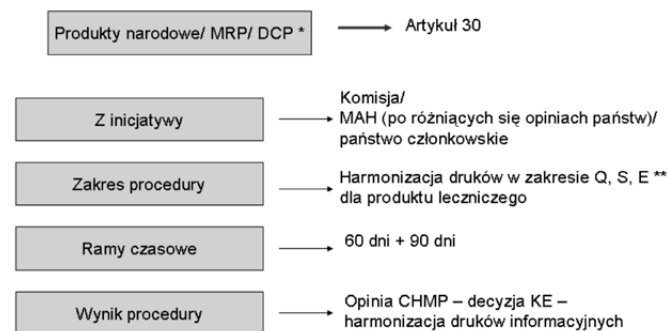 Produkty narodowe/ MRP/ DCP *
Artykuł 30
Z inicjatywy
Komisja/
MAH (po różniących się opiniach państw)/
państwo członkowskie
Zakres procedury
Harmonizacja druków w zakresie Q, S, E **
dla produktu leczniczego
Ramy czasowe
60 dni + 90 dni
Wynik procedury
Opinia CHMP – decyzja KE –
harmonizacja druków informacyjnych